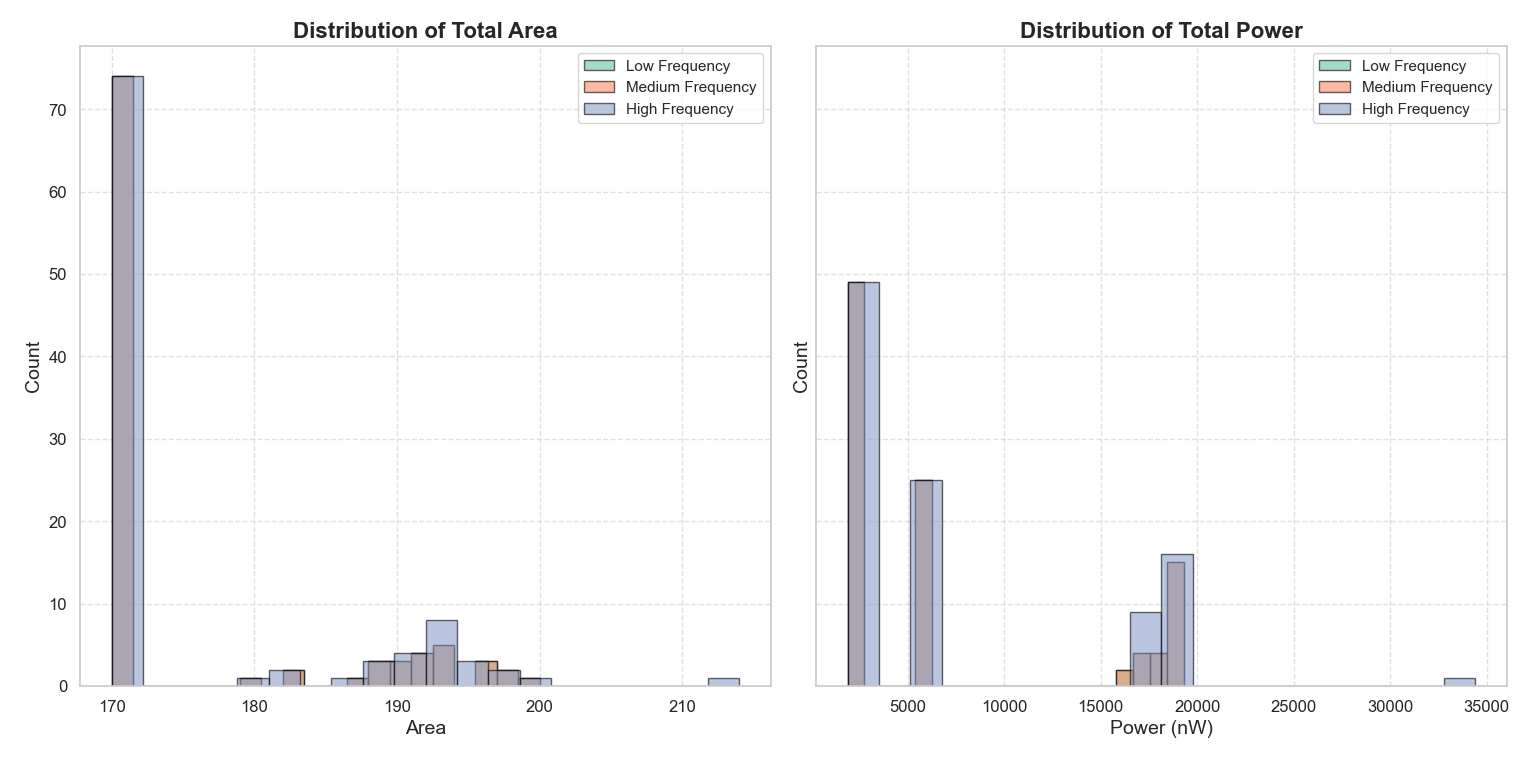 Distribution of Total Area
Low Frequency
Medium Frequency
High Frequency
70
60
50
40
30
20
10
0
Count
170
180
190
200
210
Area
Distribution of Total Power
Low Frequency
Medium Frequency
High Frequency
Count
5000
10000
15000
20000
25000
30000
35000
Power (nW)